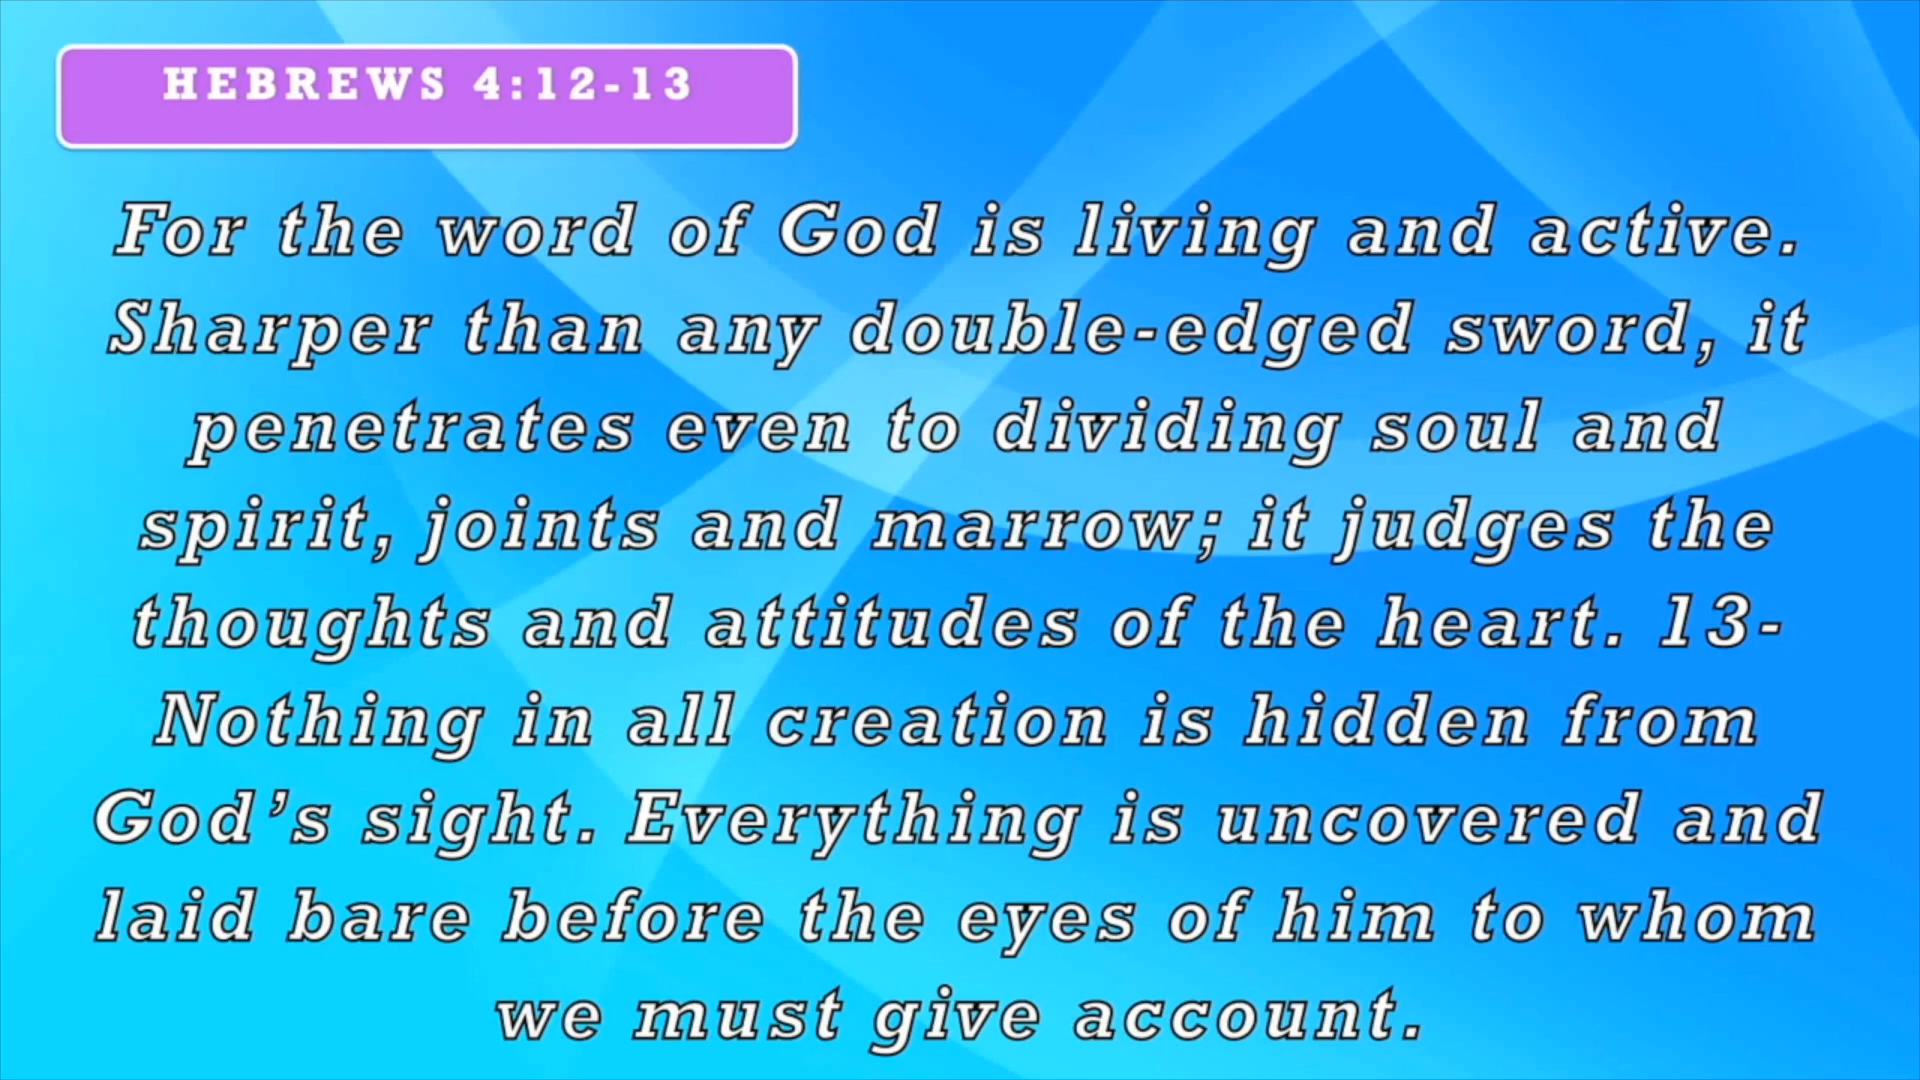 HEBREWS 4:12-13
For the word of God is living and active.
Sharper than any double-edged sword, it
penetrates even to dividing soul and
spirit, joints and marrow; it judges the
thoughts and attitudes of the heart. 13-
Nothing in all creation is hidden from
God’s sight. Everything is uncovered and
laid bare before the eyes of him to whom
we must give account.